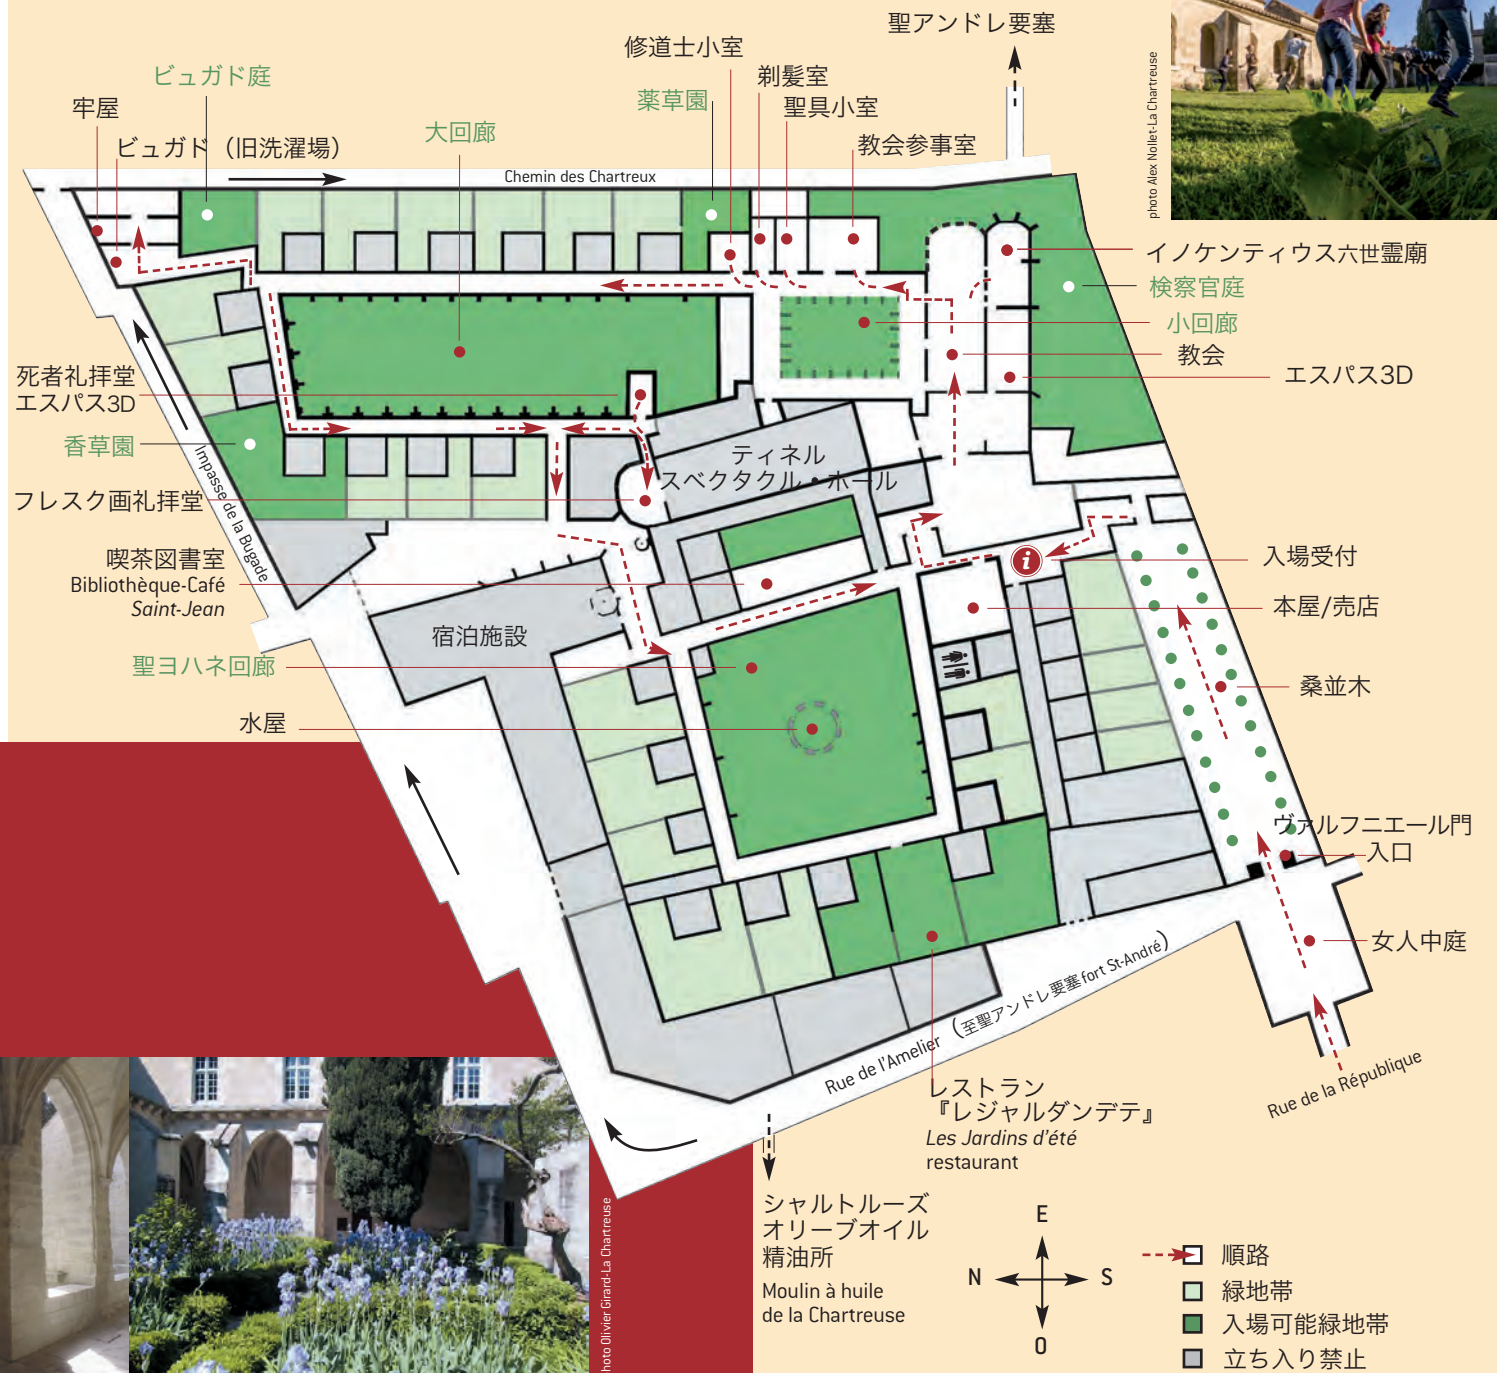 聖アンドレ要塞
修道士小室
剃髪室
薬草園
聖具小室
教会参事室
ビュガド庭
牢屋
ビュガド（旧洗濯場）
大回廊
Chemin des Chartreux
photo Alex Nollet-La Chartreuse
イノケンティウス六世霊廟
検察官庭
小回廊
教会
エスパス3D
死者礼拝堂
エスパス3D
香草園
フレスク画礼拝堂
Impasse de la Bugade
ティネル
スペクタクル・ホール
喫茶図書室
Bibliothèque-Café
Saint-Jean
宿泊施設
聖ヨハネ回廊
水屋
i
入場受付
本屋/売店
桑並木
ヴァルフニエール門
入口
女人中庭
Rue de la République
Rue de l'Amelier（至聖アンドレ要塞fort St-André）
レストラン
『レジャルダンデテ』
Les Jardins d'été
restaurant
シャルトルーズ
オリーブオイル
精油所
Moulin à huile
de la Chartreuse
hoto Olivier Girard-La Chartreuse
E
N
S
O
順路
緑地帯
入場可能緑地帯
立ち入り禁止